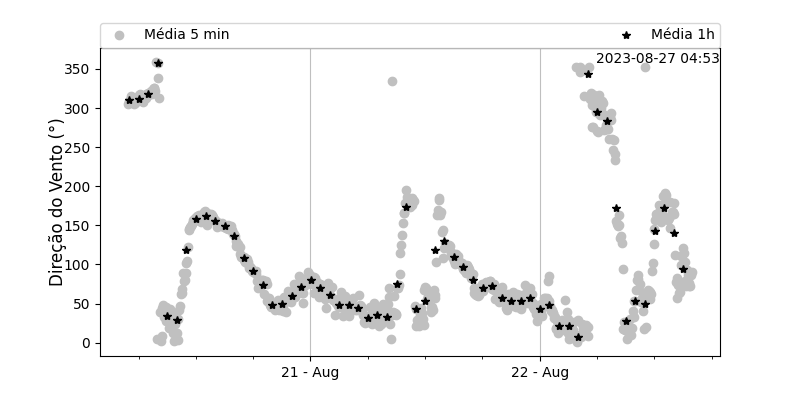 Média 5 min
Média 1h
2023-08-27 04:53
350
300
250
200
150
100
50
0
Direção do Vento (°)
21 - Aug
22 - Aug